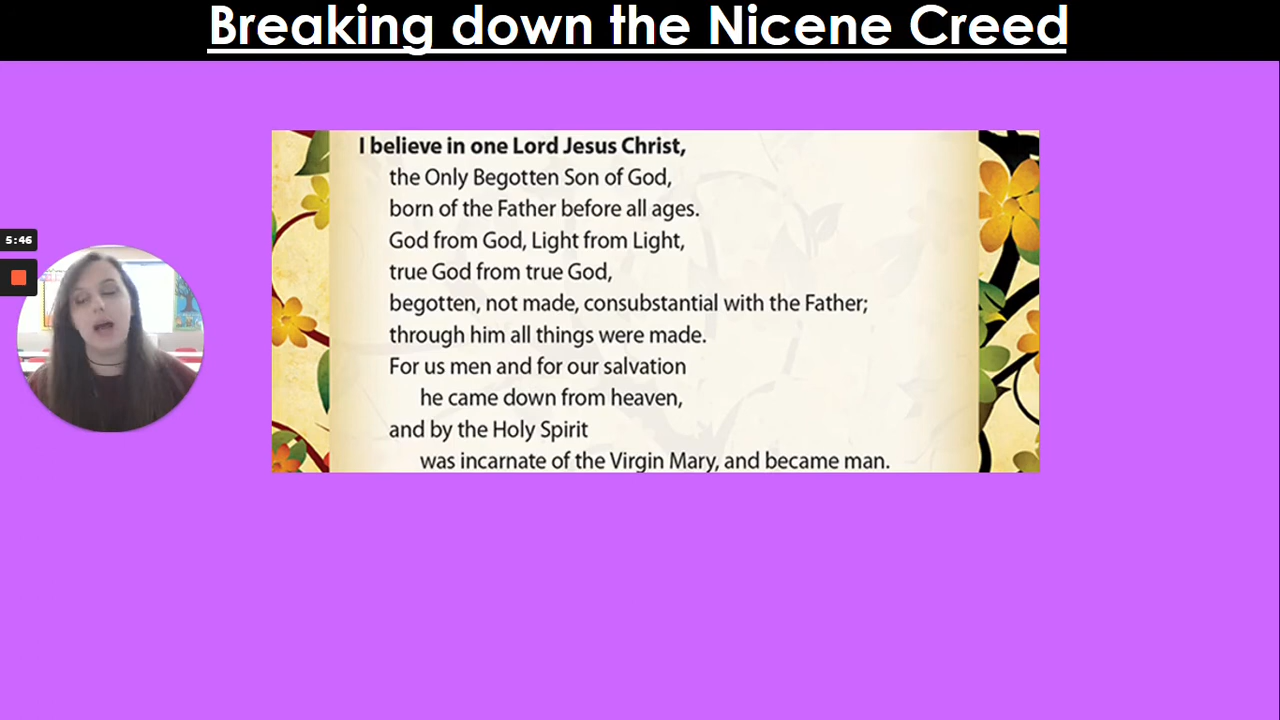 Breaking down the Nicene Creed
I believe in one Lord Jesus Christ,
the Only Begotten Son of God,
born of the Father before all ages.
God from God, Light from Light,
true God from true God,
begotten, not made, consubstantial with the Father;
through him all things were made.
For us men and for our salvation
he came down from heaven,
and by the Holy Spirit
was incarnate of the Virgin Mary, and became man.
5:46